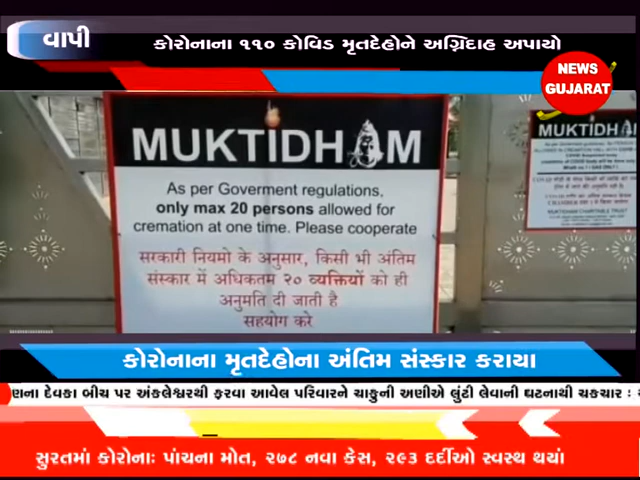 વાપી
કોરોનાના ૧૧૦ કોવિડ મૃતદેહોને અગ્નિદાહ અપાયો
NEWS
GUJARAT
MUKTIDHAM
As per Goverment regulations,
only max 20 persons allowed for
cremation at one time. Please cooperate
सरकारी नियमो के अनुसार, किसी भी अंतिम
संस्कार में अधिकतम २० व्यक्तियों को ही
अनुमति दी जाती है
सहयोग करे
MUKTIDHAM
MUKTIDHAM CHARITABLE TRUST
કોરોનાના મૃતદેહોના અંતિમ સંસ્કાર કરાયા
ણના દેવકા બીચ પર અંકલેશ્વરથી ફરવા આવેલ પરિવારને ચાકુની અણીએ લુંટી લેવાની ઘટનાથી ચકચાર :
સુરતમાં કોરોનાઃ પાંચના મોત, ૨૭૮ નવા કેસ, ૨૯૩ દર્દીઓ સ્વસ્થ થયાં